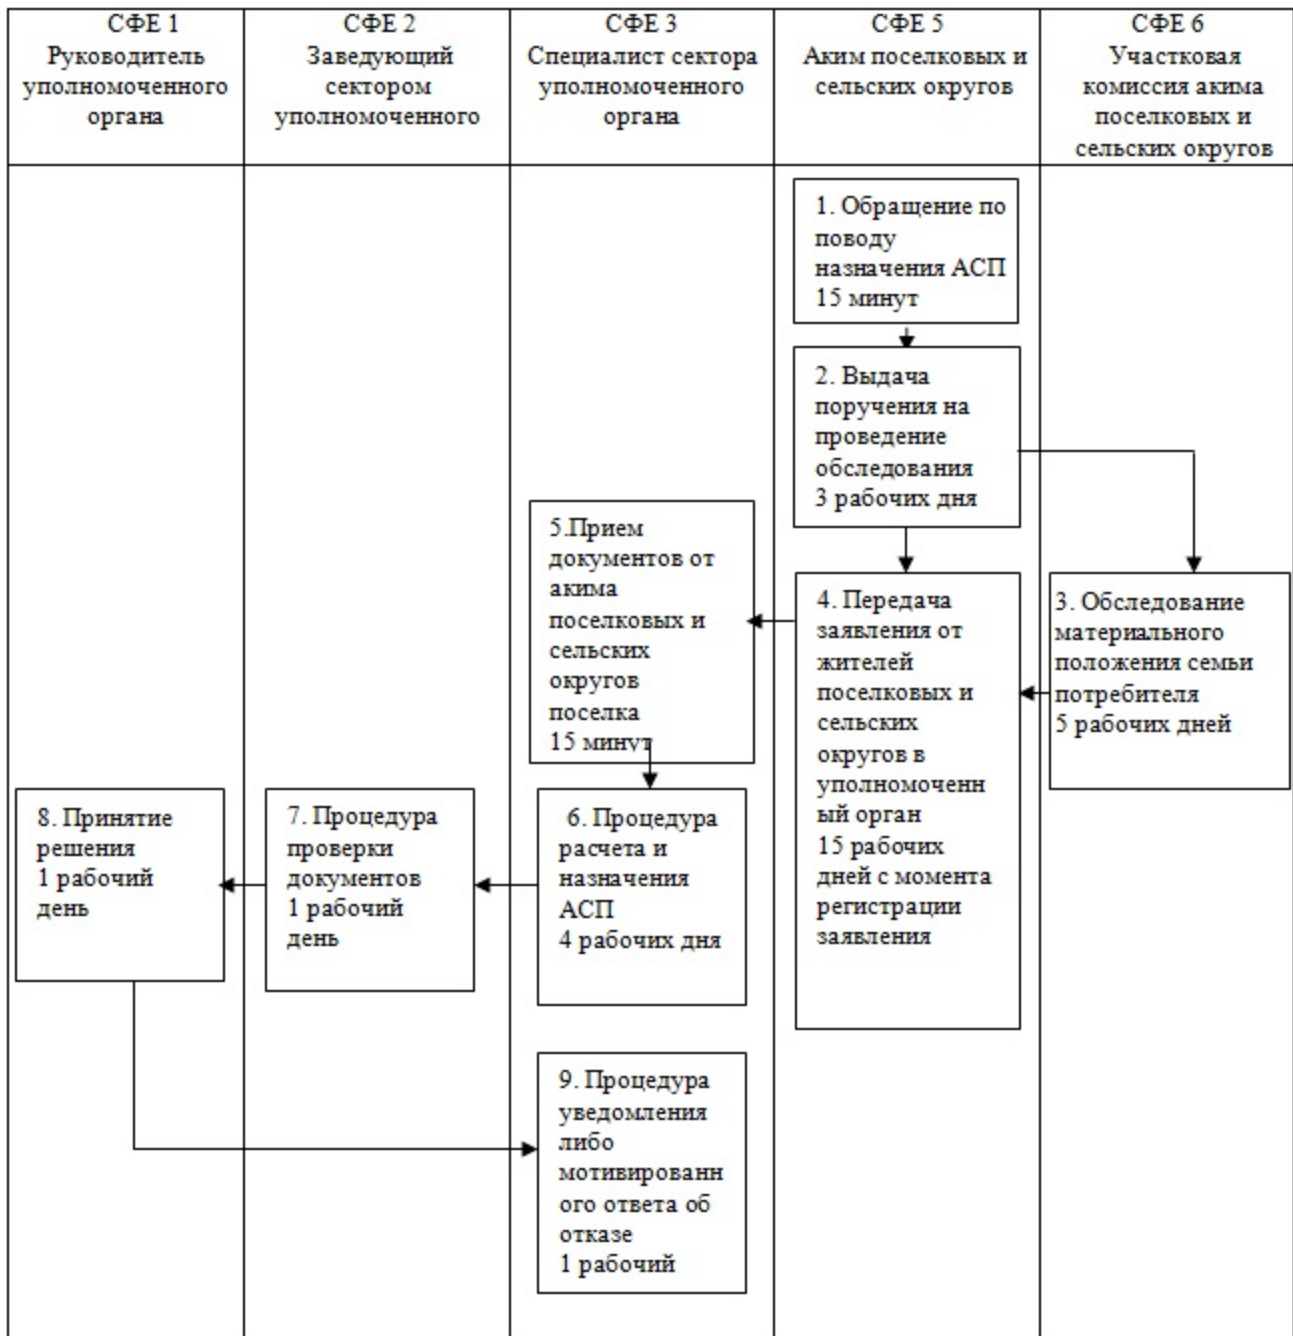 СФЕ 1
Руководитель
уполномоченного
органа
СФЕ 2
Заведующий
сектором
уполномоченного
СФЕ 3
Специалист сектора
уполномоченного
органа
СФЕ 5
Аким поселковых и
сельских округов
СФЕ 6
Участковая
комиссия акима
поселковых и
сельских округов
1. Обращение по
поводу
назначения АСП
15 минут
2. Выдача
поручения на
проведение
обследования
3 рабочих дня
3. Обследование
материального
положения семьи
потребителя
5 рабочих дней
4. Передача
заявления от
жителей
поселковых и
сельских
округов в
уполномоченн
ый орган
15 рабочих
дней с момента
регистрации
заявления
5.Прием
документов от
акима
поселковых и
сельских
округов
поселка
15 минут
6. Процедура
расчета и
назначения
АСП
4 рабочих дня
7. Процедура
проверки
документов
1 рабочий
день
8. Принятие
решения
1 рабочий
день
9. Процедура
уведомления
либо
мотивированн
ого ответа об
отказе
1 рабочий